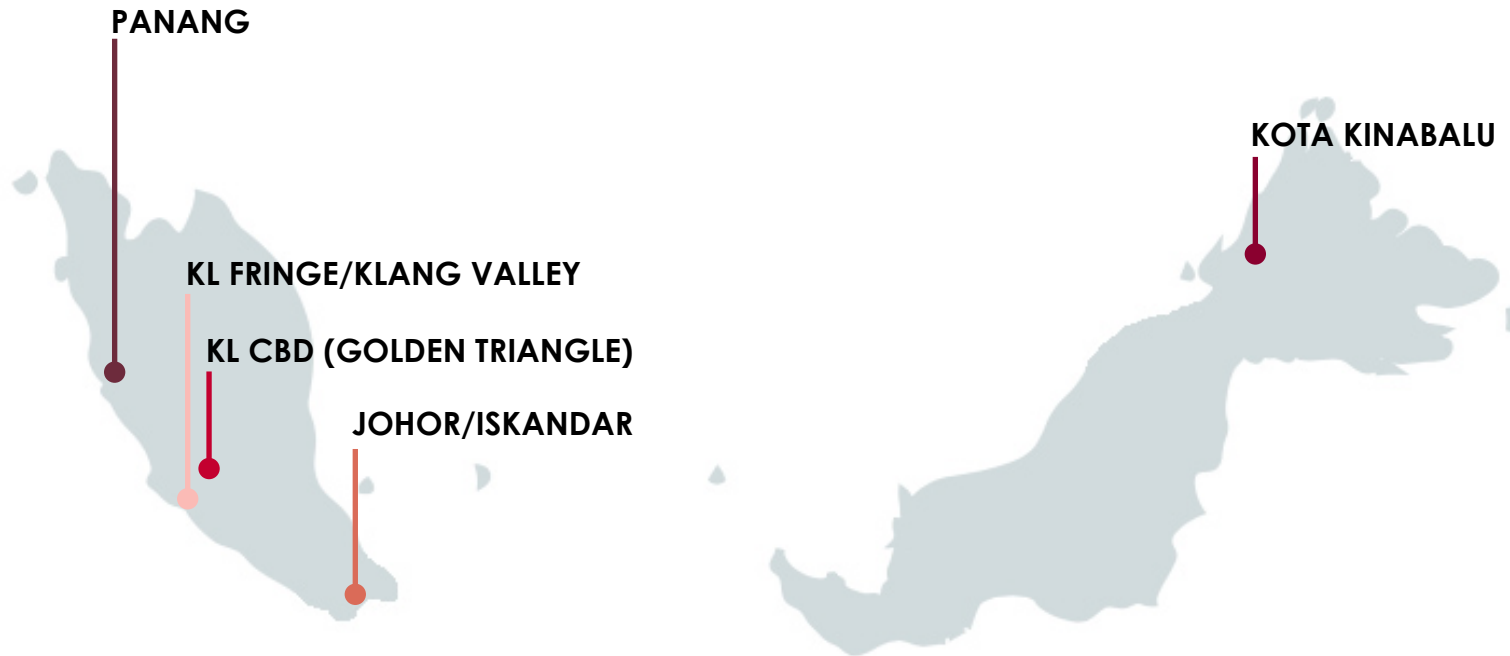 PANANG
KOTA KINABALU
KL FRINGE/KLANG VALLEY
KL CBD (GOLDEN TRIANGLE)
JOHOR/ISKANDAR